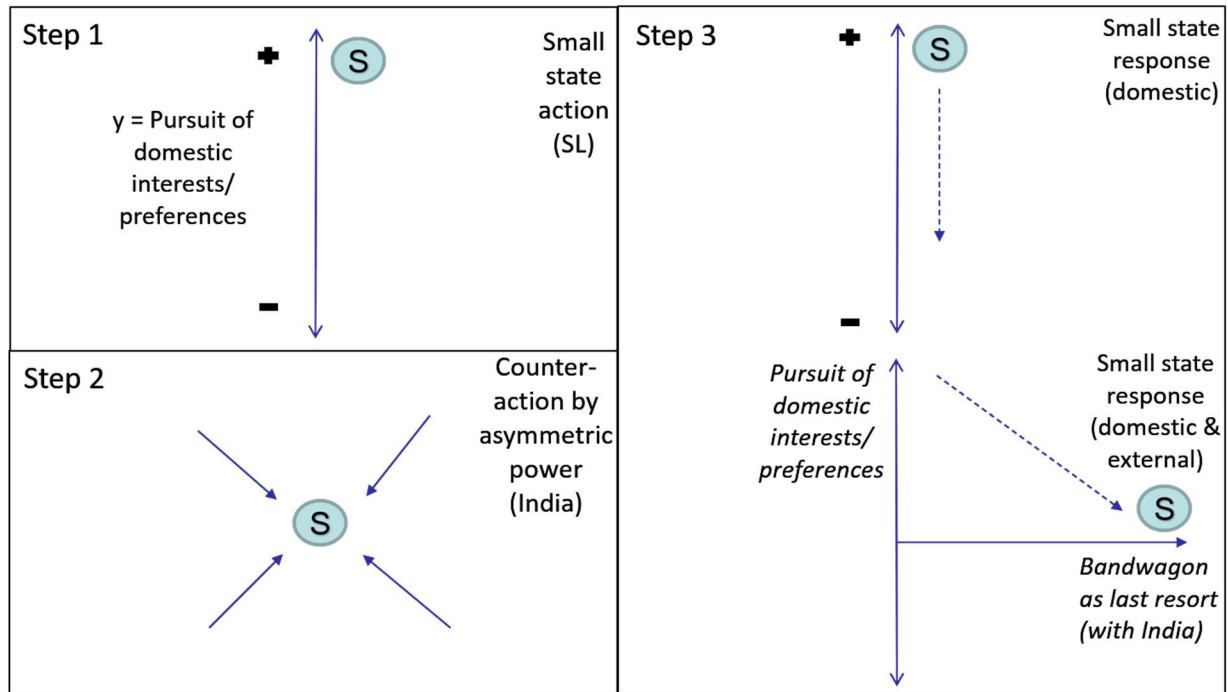 Step 1
+
S
Small
state
action
(SL)
y = Pursuit of
domestic
interests/
preferences
-
Step 2
Counter-
action by
asymmetric
power
(India)
S
Step 3
+
S
Small state
response
(domestic)
-
Pursuit of
domestic
interests/
preferences
Small state
response
(domestic &
external)
S
Bandwagon
as last resort
(with India)